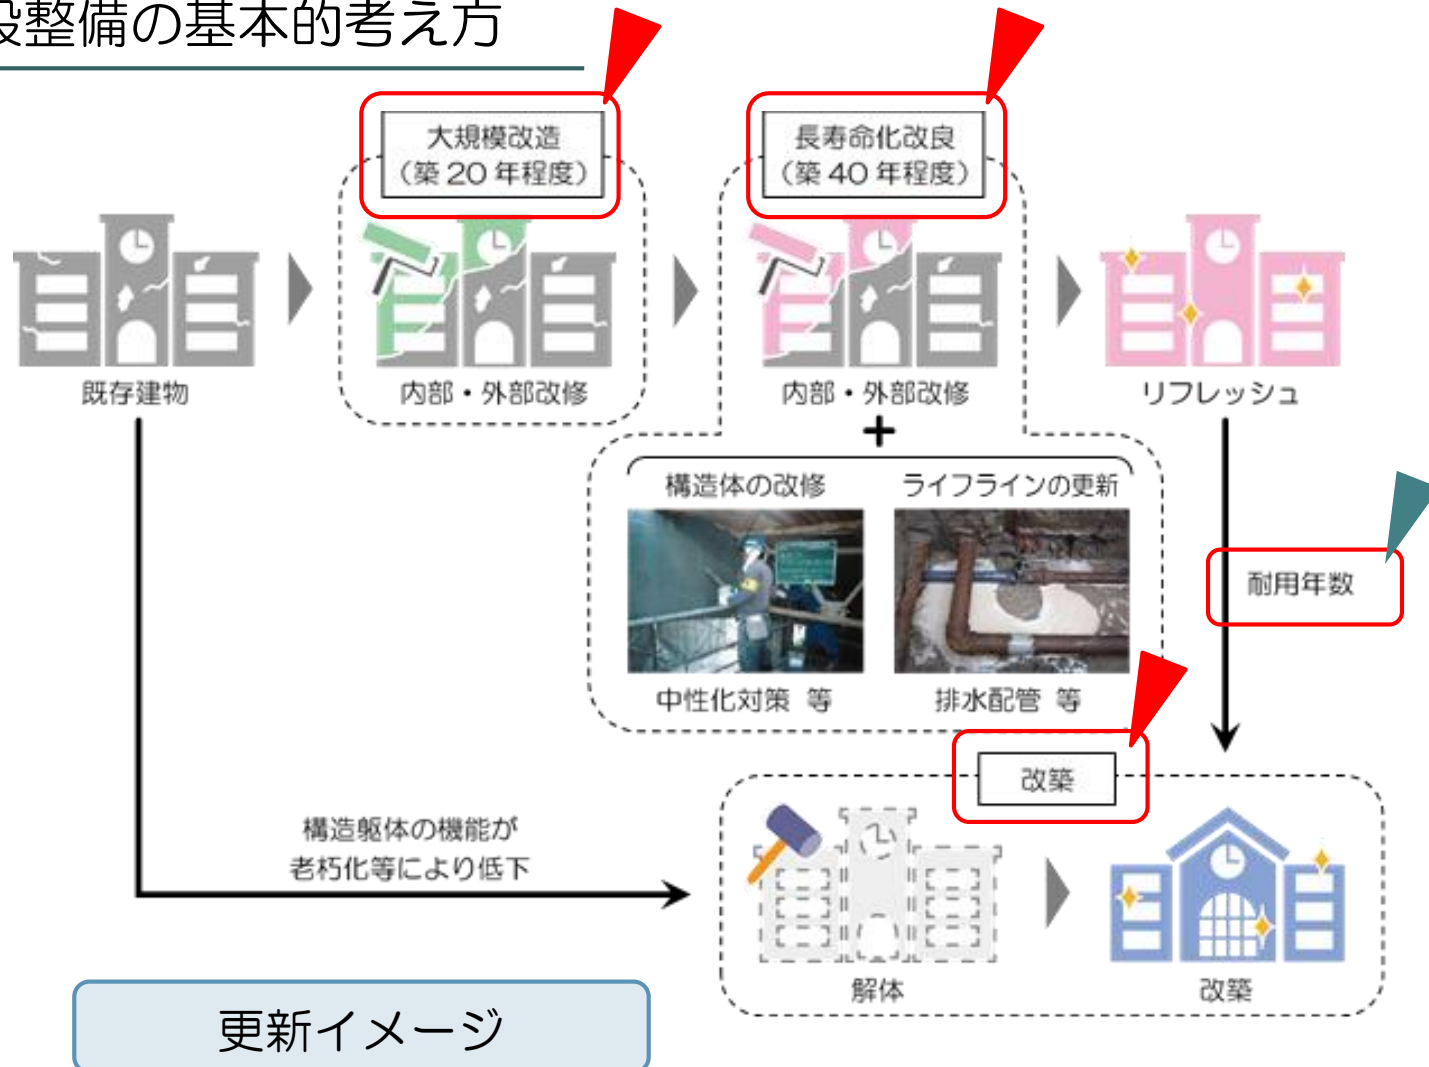 整備の基本的考え方
大規模改造
（築 20 年程度）
長寿命化改良
（築 40 年程度）
既存建物
内部・外部改修
内部・外部改修
リフレッシュ
+
構造体の改修
ライフラインの更新
中性化対策 等
排水配管 等
耐用年数
改築
構造躯体の機能が
老朽化等により低下
解体
改築
更新イメージ